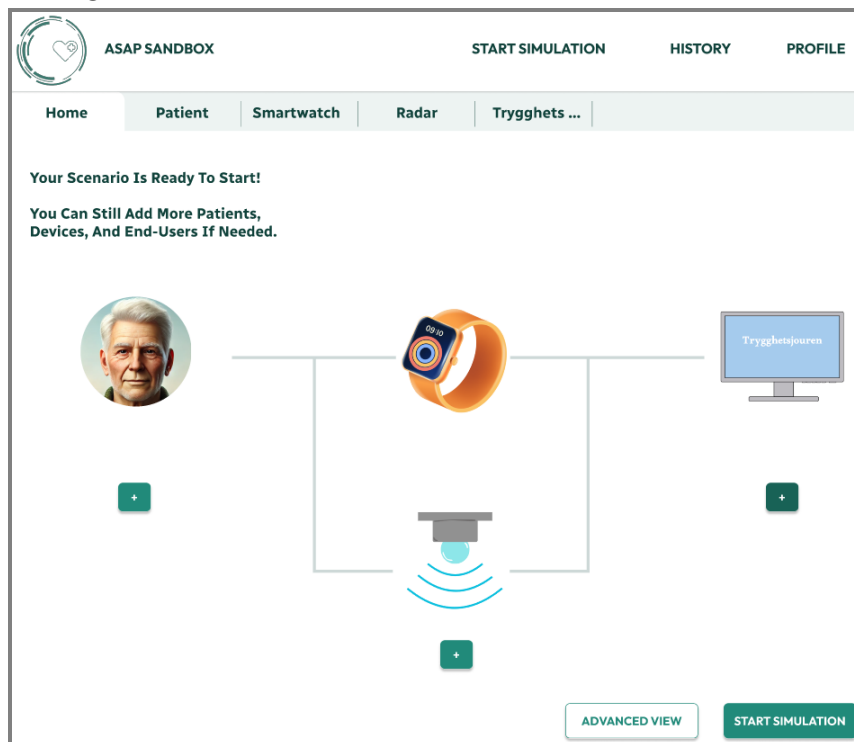 ASAP SANDBOX
START SIMULATION
HISTORY
PROFILE
Home
Patient
Smartwatch
Radar
Trygghets ...
Your Scenario Is Ready To Start!
You Can Still Add More Patients,
Devices, And End-Users If Needed.
09:10
Trygghetsjouren
+
+
+
ADVANCED VIEW
START SIMULATION